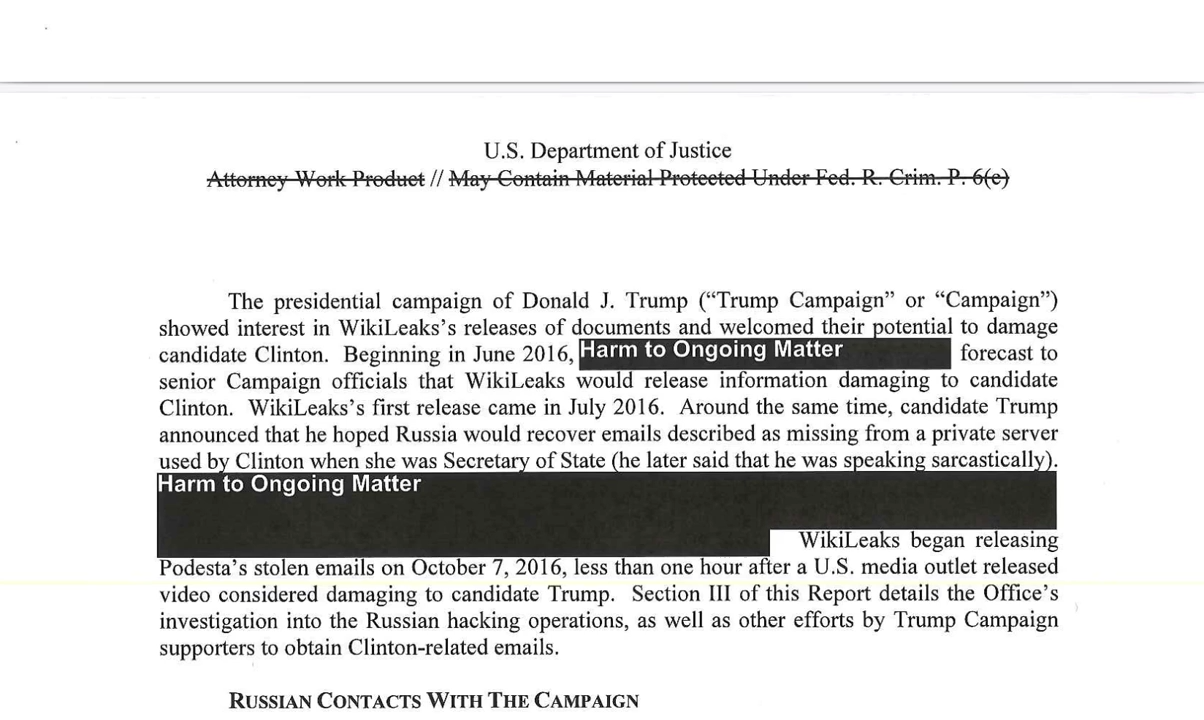 U.S. Department of Justice
Attorney Work Product // May Contain Material Protected Under Fed. R. Crim. P. 6(e)
The presidential campaign of Donald J. Trump (“Trump Campaign” or “Campaign”)
showed interest in WikiLeaks’s releases of documents and welcomed their potential to damage
candidate Clinton. Beginning in June 2016, Harm to Ongoing Matter forecast to
senior Campaign officials that WikiLeaks would release information damaging to candidate
Clinton. WikiLeaks’s first release came in July 2016. Around the same time, candidate Trump
announced that he hoped Russia would recover emails described as missing from a private server
used by Clinton when she was Secretary of State (he later said that he was speaking sarcastically).
Harm to Ongoing Matter
WikiLeaks began releasing
Podesta’s stolen emails on October 7, 2016, less than one hour after a U.S. media outlet released
video considered damaging to candidate Trump. Section III of this Report details the Office’s
investigation into the Russian hacking operations, as well as other efforts by Trump Campaign
supporters to obtain Clinton-related emails.
RUSSIAN CONTACTS WITH THE CAMPAIGN